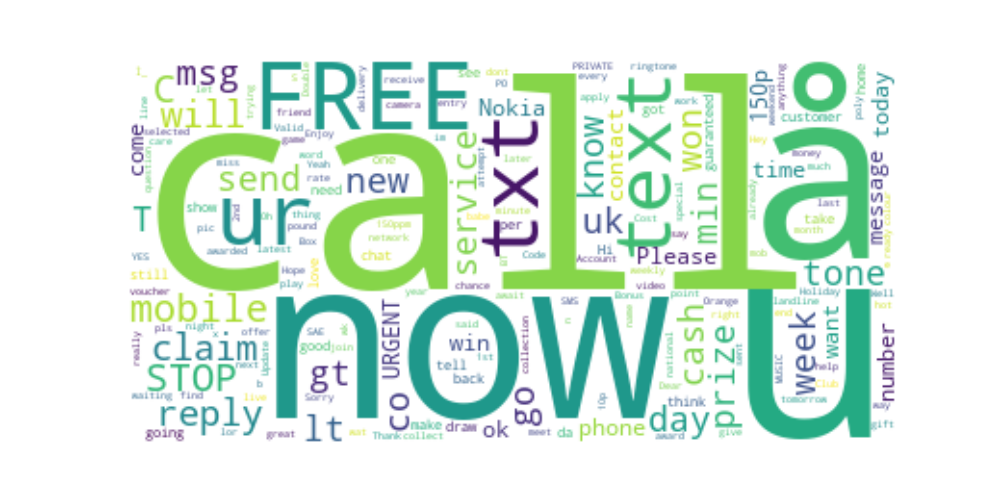 call
now
u
FREE
txt
text
a
o
ur
msg
C
will
T
come
send
new
service
Nokia
know
contact
won
min
150p
guaranteed
customer
today
home
time
take
message
uk
Hi
Please
tone
mobile
claim
STOP
reply
gt
lt
URGENT
co
win
go
ok
phone
day
cash
prize
week
want
number
think
PRIVATE
every
ringtone
apply
got
work
weekend
anything
poly
Hey
money
much
already
last
month
special
Cost
say
mob
weekly
video
Account
receive
camera
entry
see
dont
PO
friend
Valid
game
Enjoy
Double
delivery
im
let
trying
line
selected
care
question
miss
word
Yeah
rate
need
one
show
pic
2nd
Oh
thing
pound
Box
awarded
latest
150ppm
network
chat
babe
minute
per
later
attempt
Code
chance
YES
still
voucher
Hope
play
love
year
await
SMS
c
Bonus
name
point
Orange
landline
Holiday
end
right
well
hot
really
pls
night
x
offer
SAE
good
join
wk
said
tell
back
1st
collection
national
Dear
sent
MUSIC
help
Club
tomorrow
way
gift
give
award
da
meet
10p
draw
make
Thank
collect
Sorry
great
wat
live
b
next
Update
waiting
find
going
lor
ready
colour